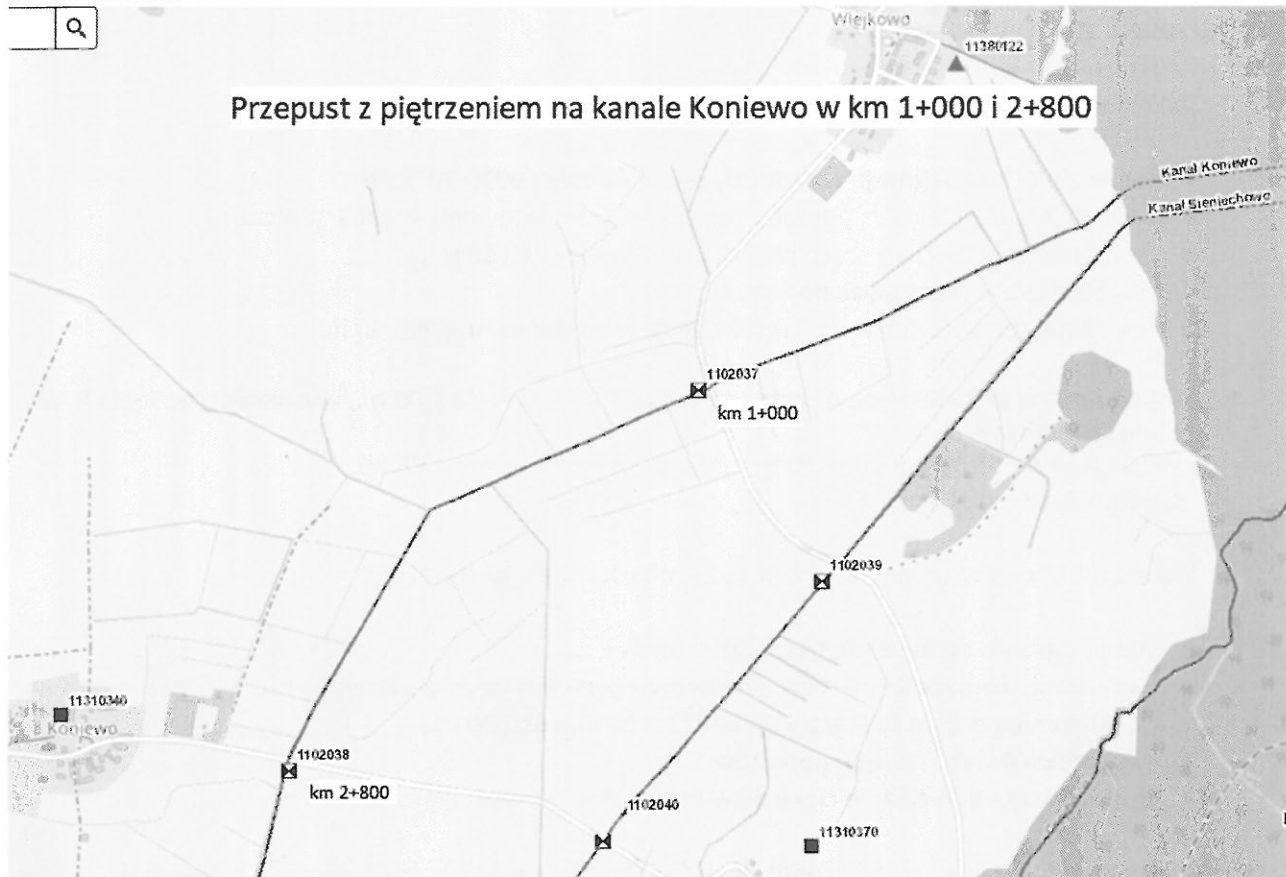 Wiejkowo
11380122
Przepust z piętrzeniem na kanale Koniewo w km 1+000 i 2+800
Kanał Koniewo
Kanał Sieniechowo
1102037
km 1+000
1102039
11310340
Koniewo
1102038
km 2+800
1102040
11310370